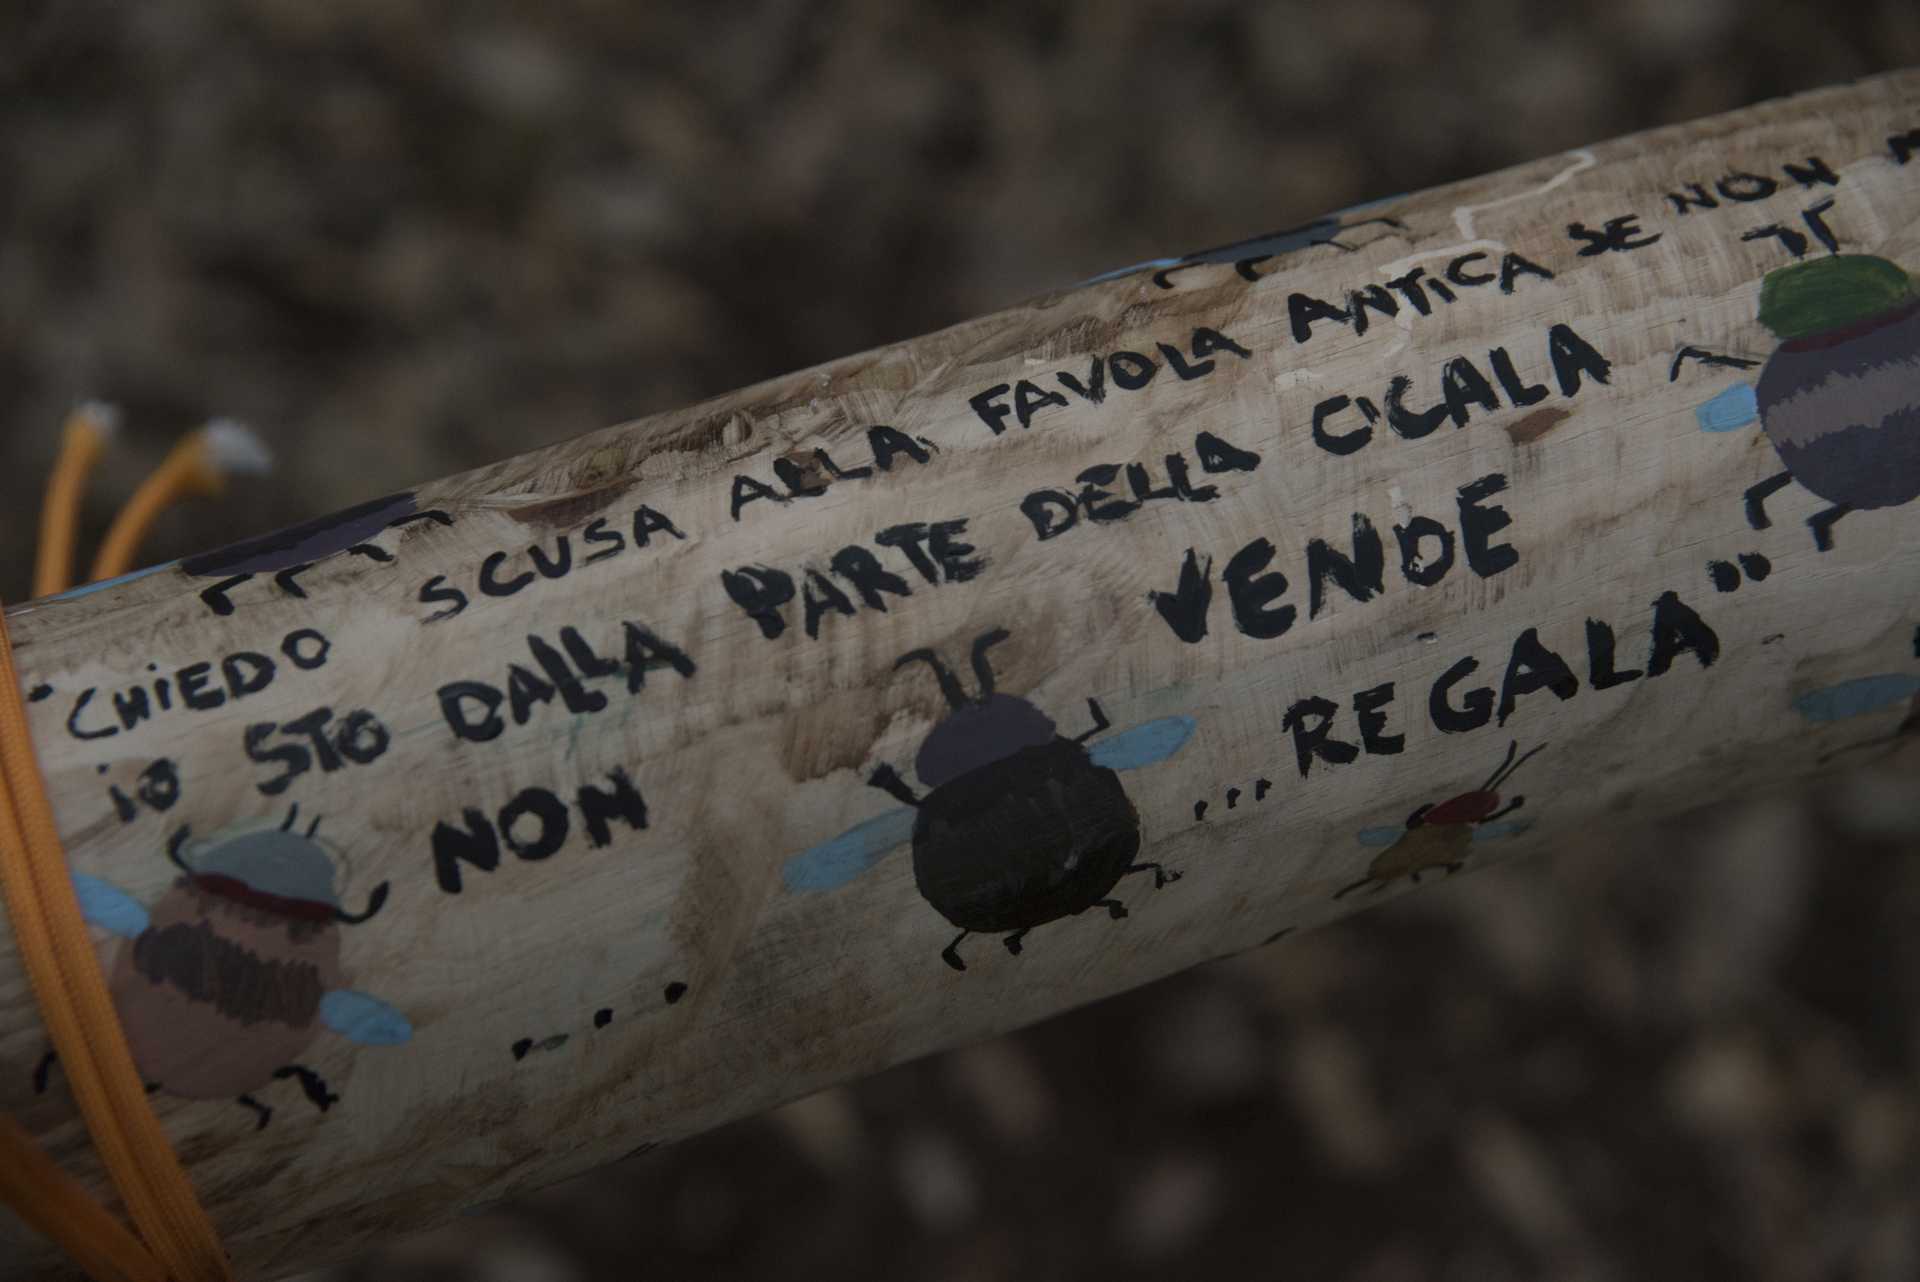 "CHIEDO SCUSA ALLA FAVOLA ANTICA SE NON
io STO DALLA PARTE DELLA CICALA
NON VENDE
...REGALA"